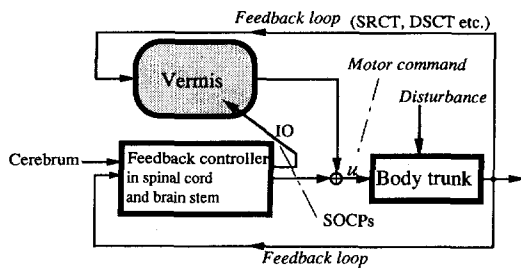 Feedback loop (SRCT, DSCT etc.)
Vermis
Motor command
Disturbance
IO
Cerebrum
Feedback controller
in spinal cord
and brain stem
u
Body trunk
SOCPs
Feedback loop